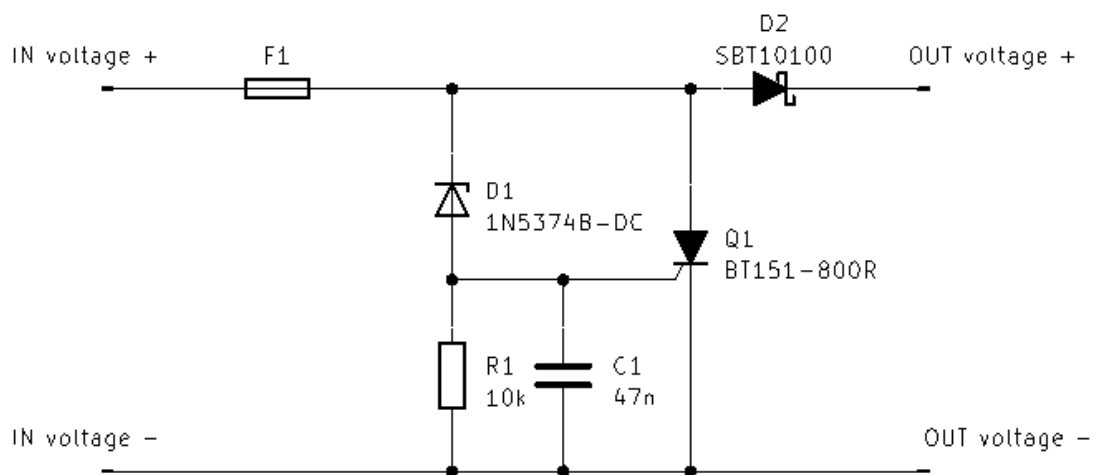 D2
IN voltage +
F1
SBT10100
OUT voltage +
D1
1N5374B-DC
Q1
BT151-800R
R1
10k
C1
47n
IN voltage -
OUT voltage -